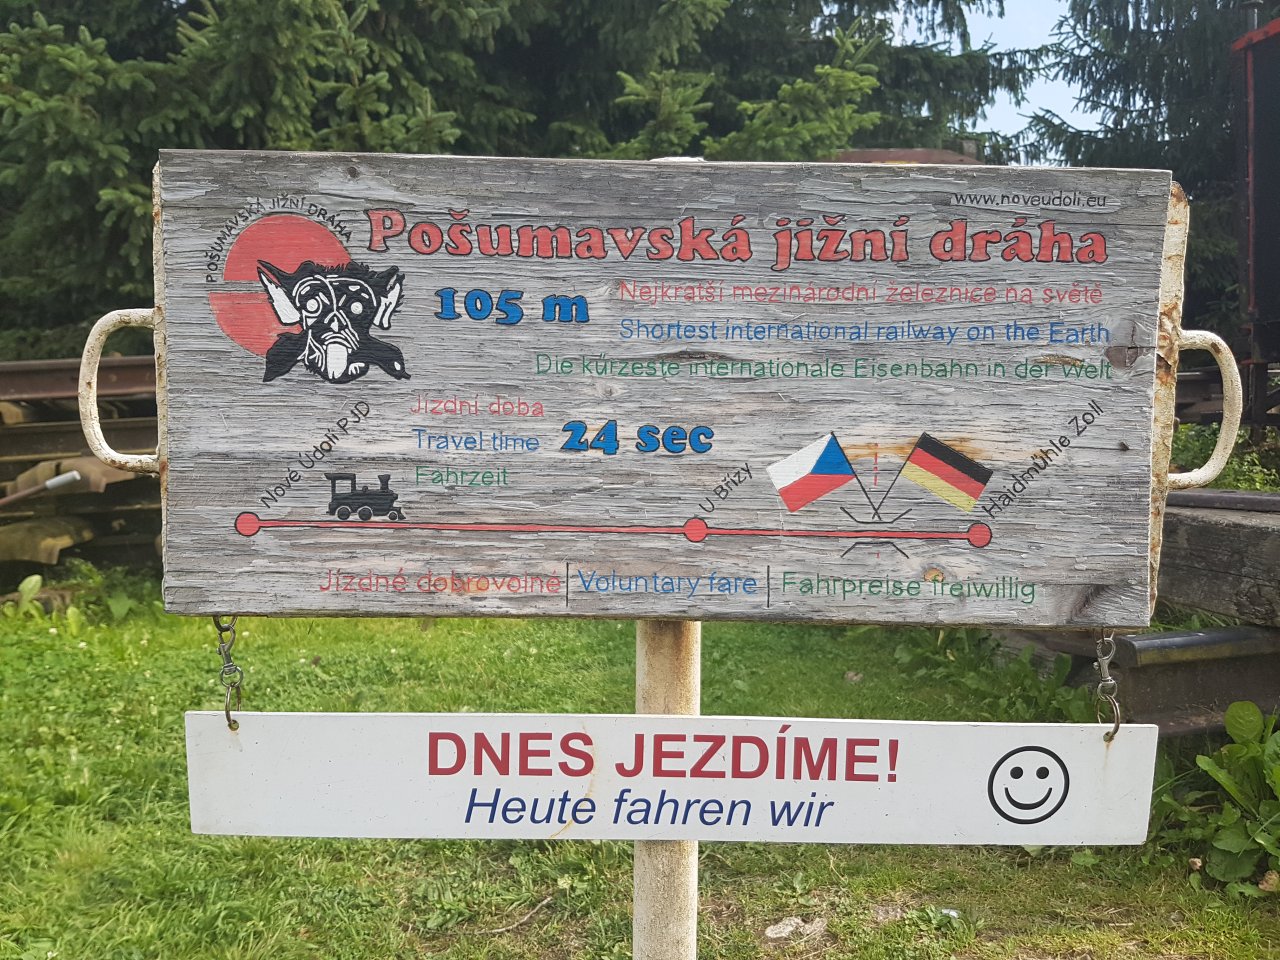 www.noveudoli.eu
POŠUMAVSKÁ JIŽNÍ DRÁHA
Pošumavská jižní dráha
105 m
Nejkratší mezinárodní železnice na světě
Shortest international railway on the Earth
Die kűrzeste internationale Eisenbahn in der Welt
Jízdní doba
Travel time
24 sec
Fahrzeit
Nové Údolí PJD
U Břízy
Haidmühle Zoll
Jízdné dobrovolné | Voluntary fare | Fahrpreise freiwillig
DNES JEZDÍME!
Heute fahren wir